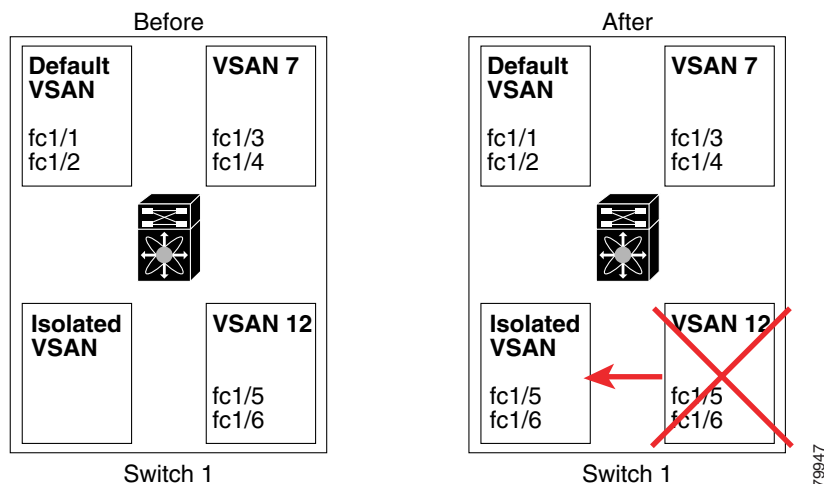 Before
Default
VSAN
fc1/1
fc1/2
VSAN 7
fc1/3
fc1/4
Isolated
VSAN
VSAN 12
fc1/5
fc1/6
Switch 1
After
Default
VSAN
fc1/1
fc1/2
VSAN 7
fc1/3
fc1/4
Isolated
VSAN
fc1/5
fc1/6
VSAN 12
fc1/5
fc1/6
Switch 1
79947